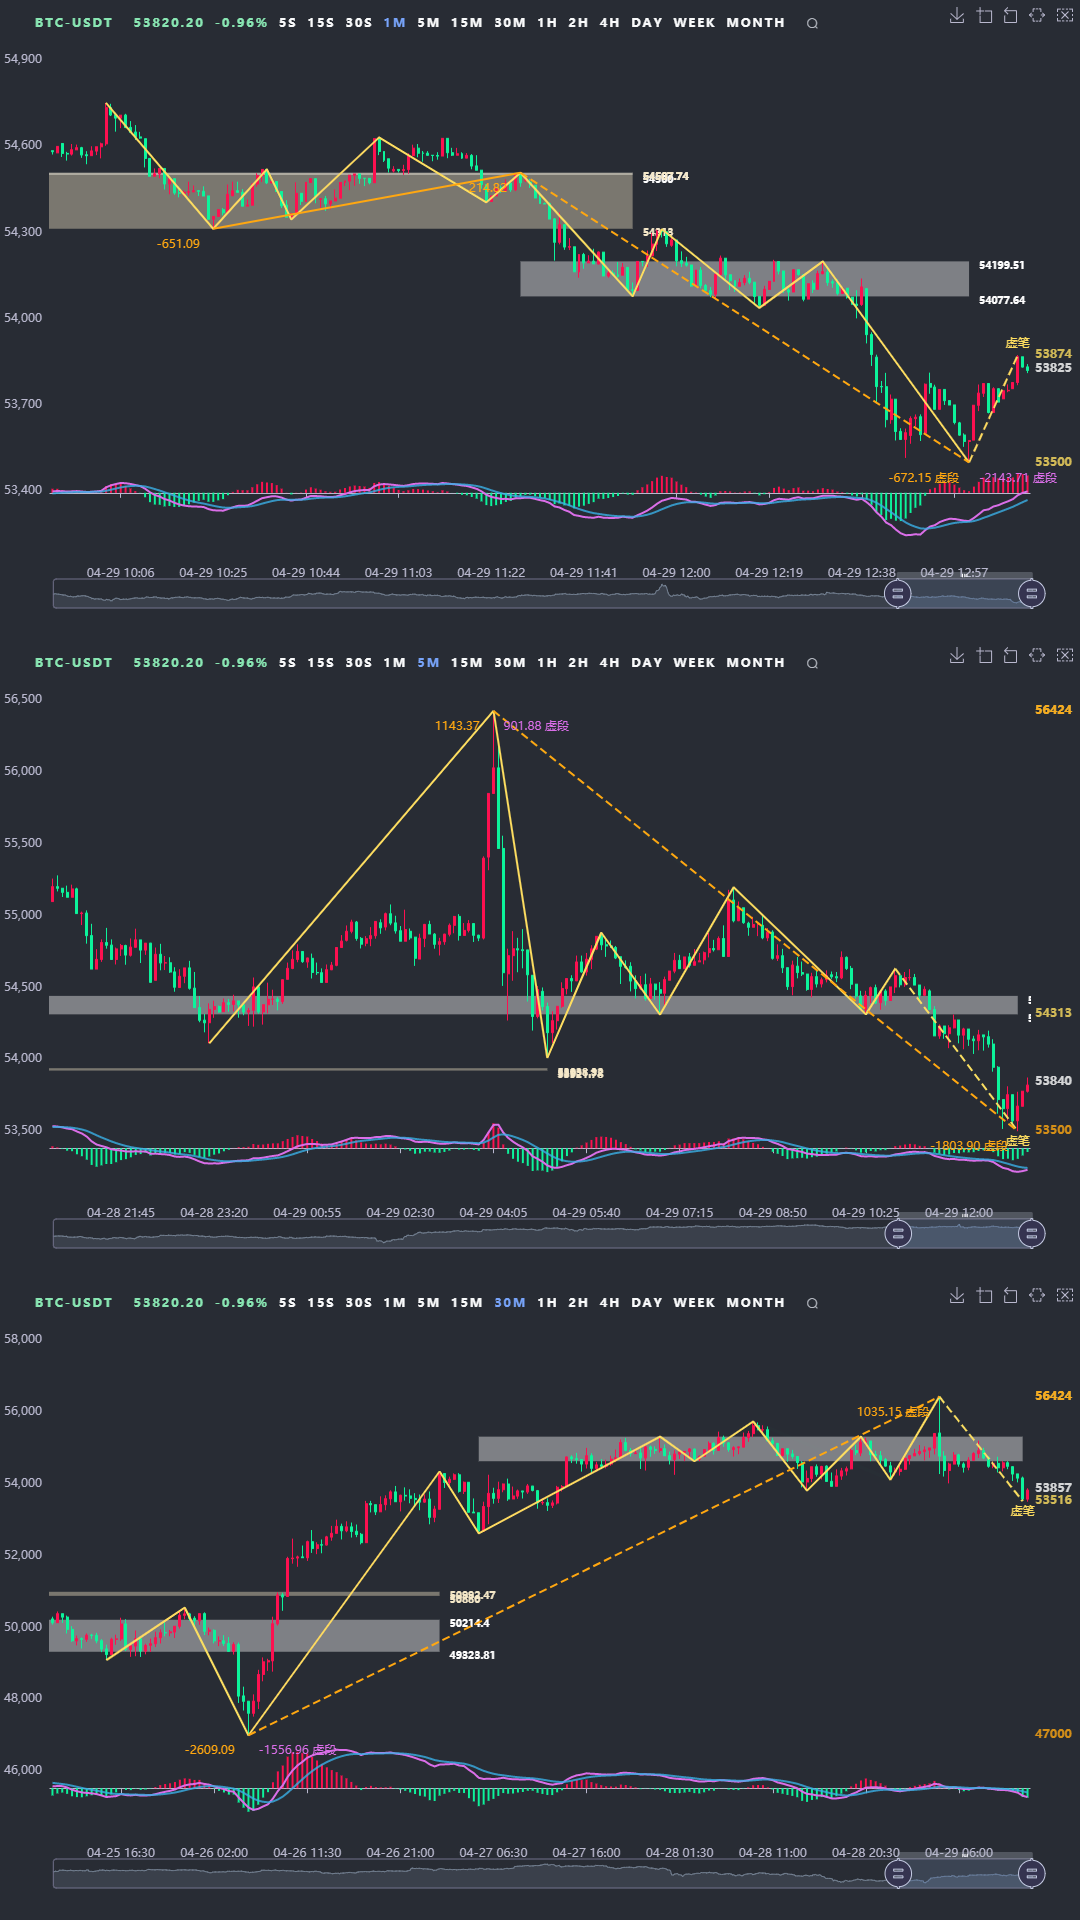 BTC-USDT 53820.20 -0.96% 5S 15S 30S 1M 5M 15M 30M 1H 2H 4H DAY WEEK MONTH
54,900
54,600
54,300
54,000
53,700
53,400
-651.09
214.82
54313
54199.51
54077.64
虚笔
53874
53825
53500
-672.15 虚段
-2143.71 虚段
04-29 10:06 04-29 10:25 04-29 10:44 04-29 11:03 04-29 11:22 04-29 11:41 04-29 12:00 04-29 12:19 04-29 12:38 04-29 12:57
BTC-USDT 53820.20 -0.96% 5S 15S 30S 1M 5M 15M 30M 1H 2H 4H DAY WEEK MONTH
56,500
56,000
55,500
55,000
54,500
54,000
53,500
1143.37
901.88 虚段
56424
54313
53840
53500
虚笔
-1803.90 虚段
04-28 21:45 04-28 23:20 04-29 00:55 04-29 02:30 04-29 04:05 04-29 05:40 04-29 07:15 04-29 08:50 04-29 10:25 04-29 12:00
BTC-USDT 53820.20 -0.96% 5S 15S 30S 1M 5M 15M 30M 1H 2H 4H DAY WEEK MONTH
58,000
56,000
54,000
52,000
50,000
48,000
46,000
1035.15 虚段
56424
53857
53516
虚笔
50214.4
49323.81
47000
-2609.09
-1556.96 虚段
04-25 16:30 04-26 02:00 04-26 11:30 04-26 21:00 04-27 06:30 04-27 16:00 04-28 01:30 04-28 11:00 04-28 20:30 04-29 06:00